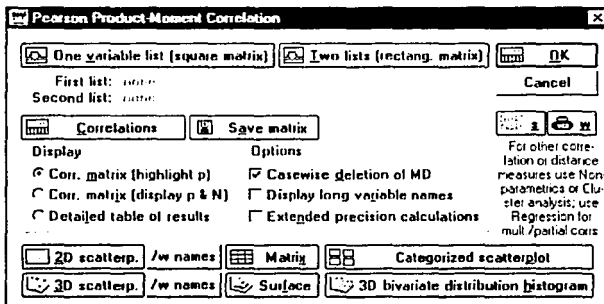 Pearson Product-Moment Correlation
One variable list (square matrix) Two lists (rectang. matrix) OK
First list: none
Second list: none
Cancel
Correlations Save matrix s w
Display Options
Corr. matrix (highlight p) Casewise deletion of MD
Corr. matrix (display p & N) Display long variable names
Detailed table of results Extended precision calculations
For other corre-
lation or distance
measures use Non-
parametrics or Clu-
ster analysis; use
Regression for
mult./partial corrs
2D scatterp. /w names Matrix Categorized scatterplot
3D scatterp. /w names Surface 3D bivariate distribution histogram